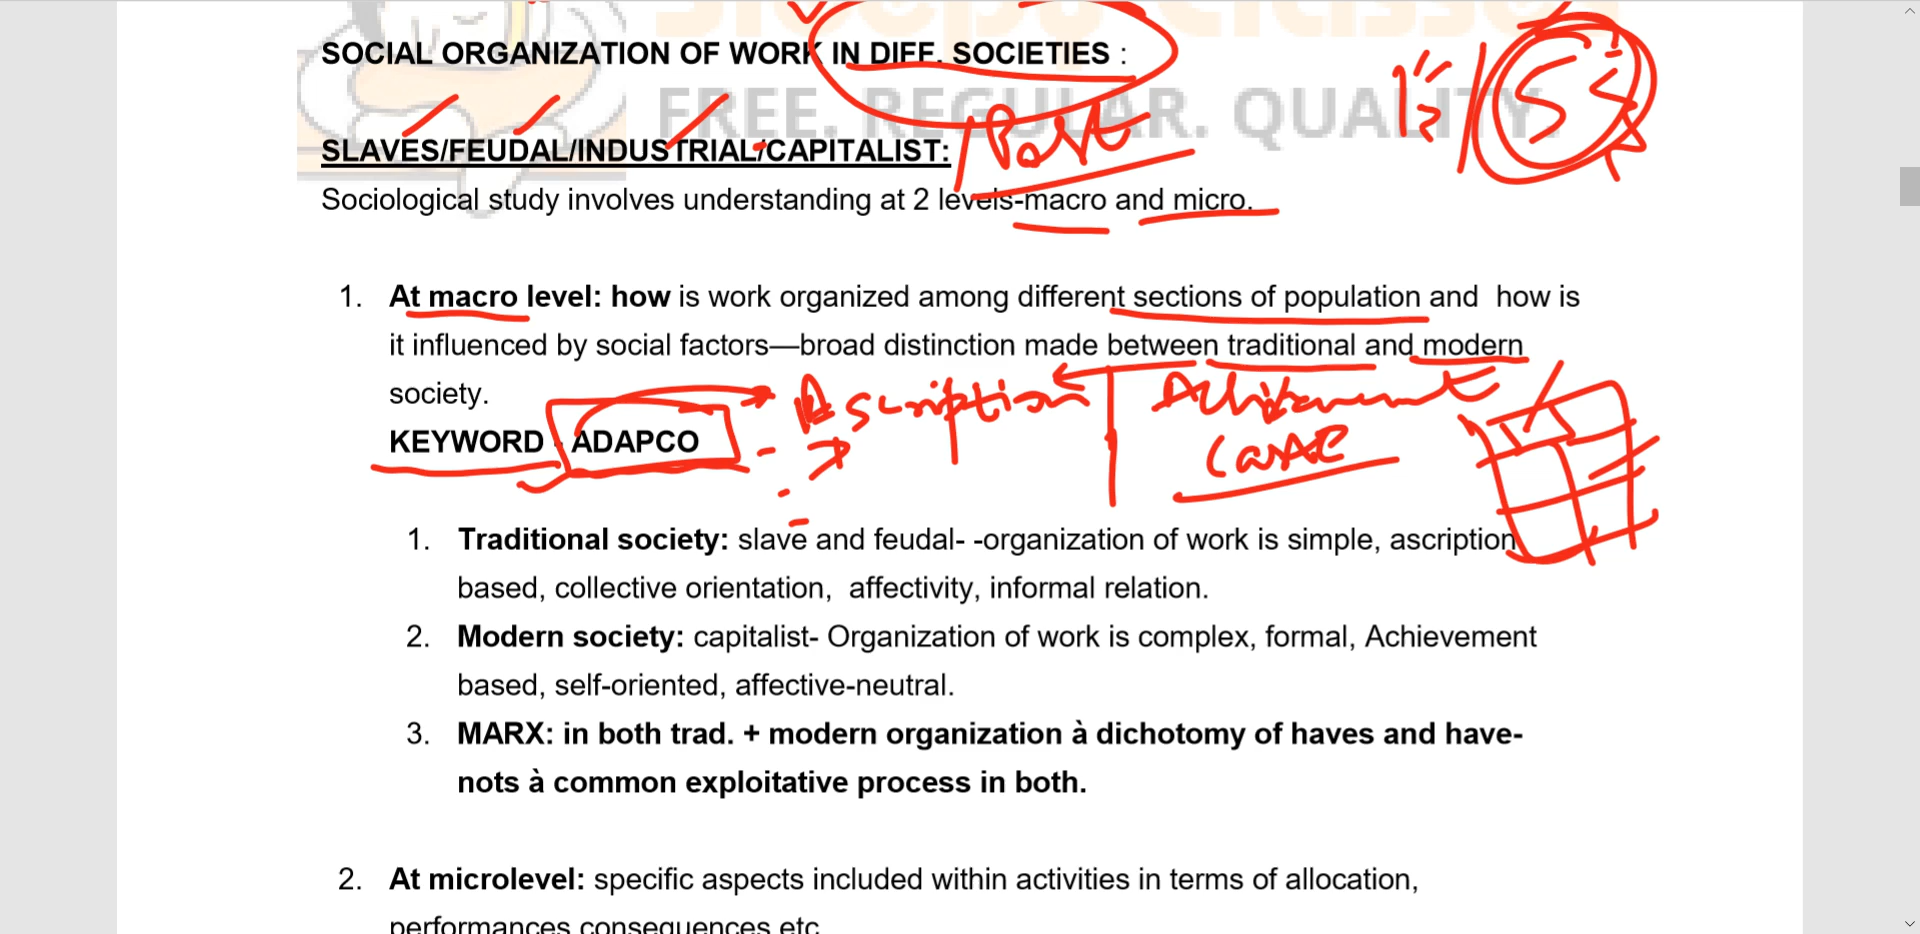 SOCIAL ORGANIZATION OF WORK IN DIFF. SOCIETIES :
FREE. REGULAR. QUALITY.
SLAVES/FEUDAL/INDUSTRIAL/CAPITALIST:
Sociological study involves understanding at 2 levels-macro and micro.
1. At macro level: how is work organized among different sections of population and how is
it influenced by social factors—broad distinction made between traditional and modern
society.
Ascription
KEYWORD ADAPCO
1. Traditional society: slave and feudal- -organization of work is simple, ascription
based, collective orientation, affectivity, informal relation.
2. Modern society: capitalist- Organization of work is complex, formal, Achievement
based, self-oriented, affective-neutral.
3. MARX: in both trad. + modern organization à dichotomy of haves and have-
nots à common exploitative process in both.
2. At microlevel: specific aspects included within activities in terms of allocation,
performances consequences etc